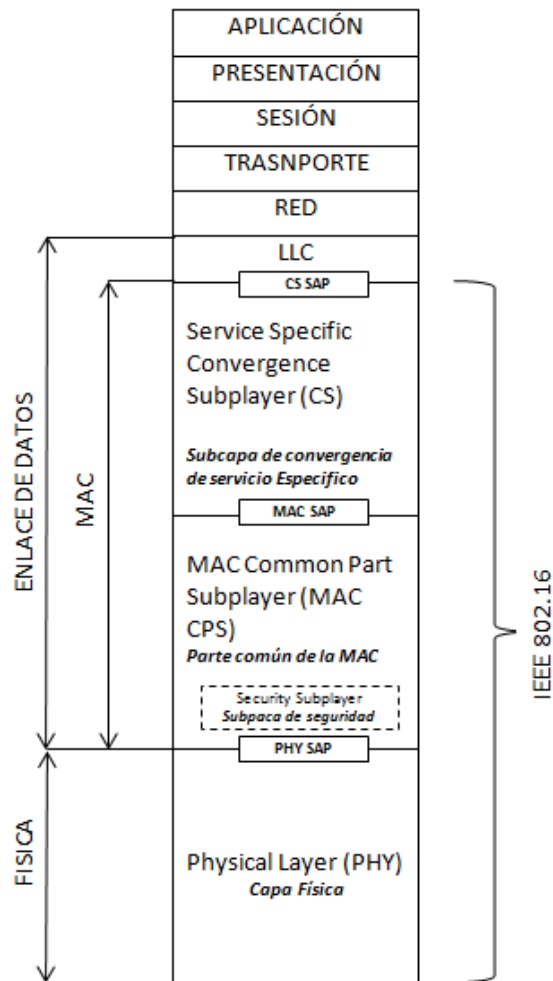 APLICACIÓN
PRESENTACIÓN
SESIÓN
TRASNPORTE
RED
LLC
CS SAP
Service Specific
Convergence
Subplayer (CS)
Subcapa de convergencia
de servicio Especifico
MAC SAP
MAC Common Part
Subplayer (MAC
CPS)
Parte común de la MAC
Security Subplayer
Subpaca de seguridad
PHY SAP
Physical Layer (PHY)
Capa Física
ENLACE DE DATOS
MAC
FISICA
IEEE 802.16